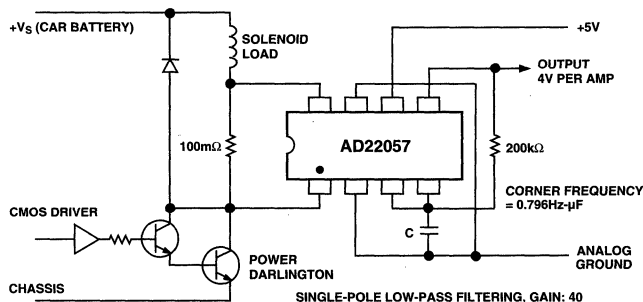 +VS (CAR BATTERY)
SOLENOID
LOAD
+5V
OUTPUT
4V PER AMP
100mΩ
AD22057
200kΩ
CORNER FREQUENCY
= 0.796Hz-μF
CMOS DRIVER
C
POWER
DARLINGTON
ANALOG
GROUND
CHASSIS
SINGLE-POLE LOW-PASS FILTERING, GAIN: 40